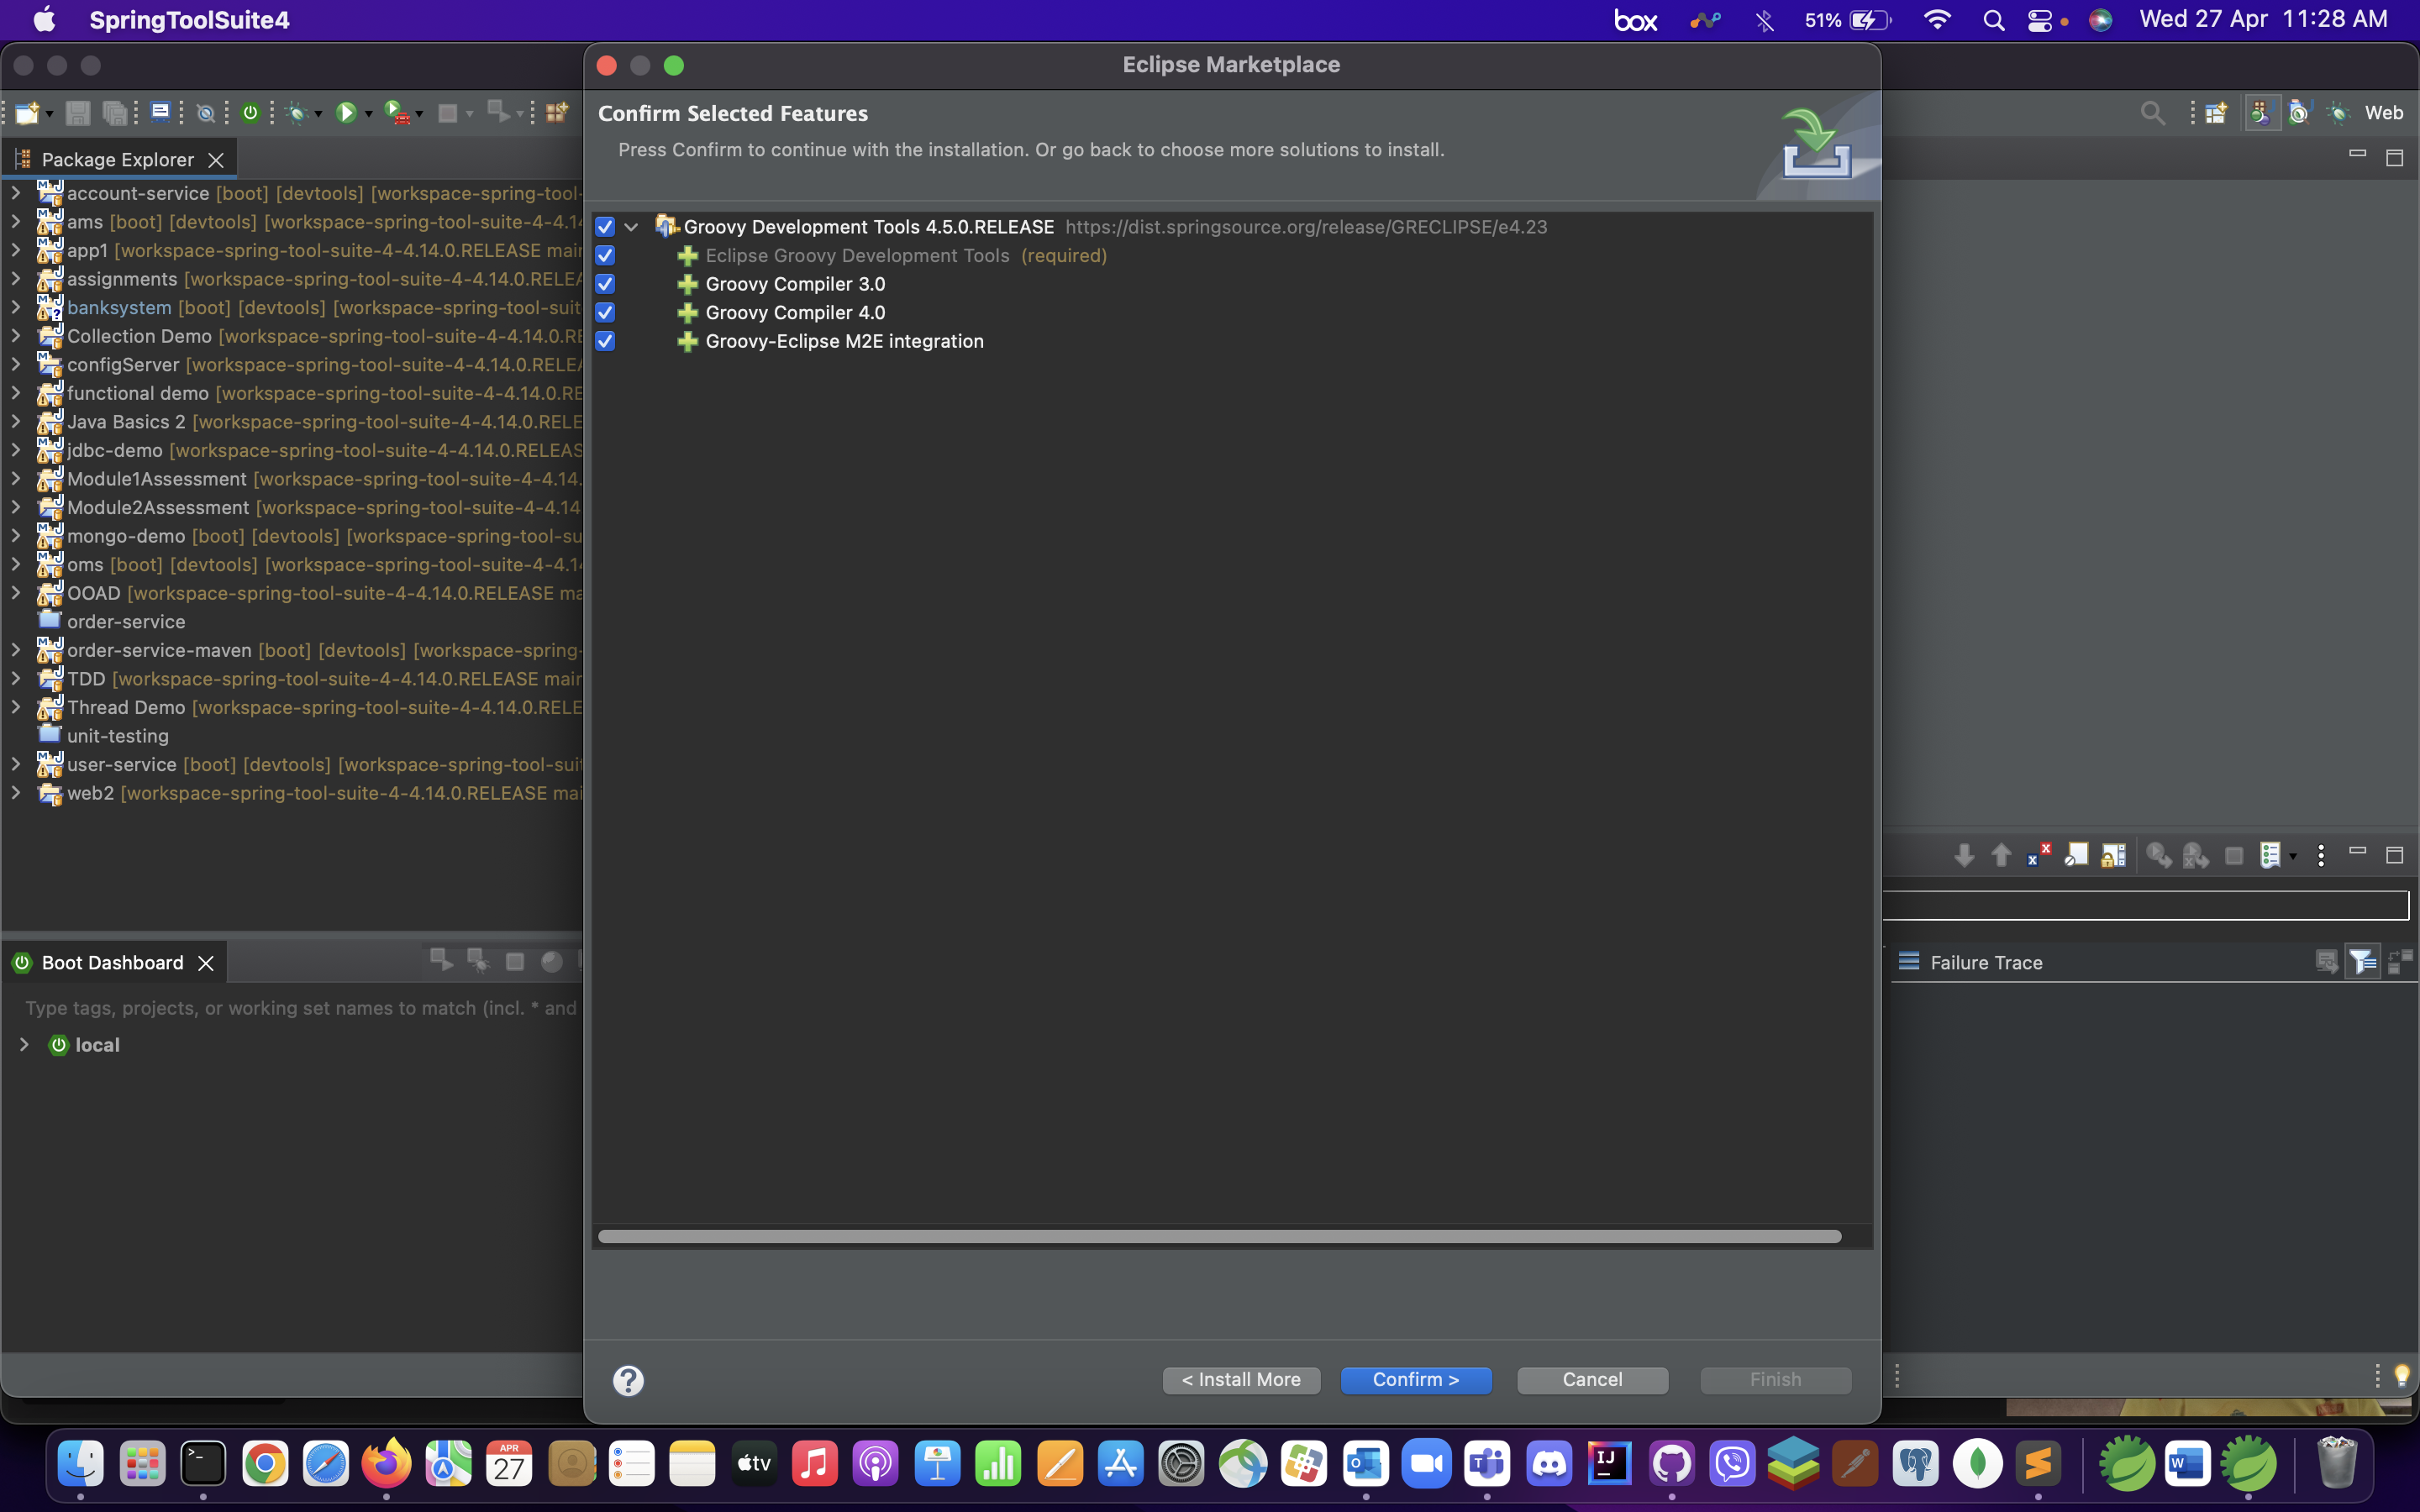 SpringToolSuite4
box
51%
Wed 27 Apr 11:28 AM
Eclipse Marketplace
Web
Package Explorer
account-service [boot] [devtools] [workspace-spring-tool-
ams [boot] [devtools] [workspace-spring-tool-suite-4-4.14
app1 [workspace-spring-tool-suite-4-4.14.0.RELEASE main
assignments [workspace-spring-tool-suite-4-4.14.0.RELEA
banksystem [boot] [devtools] [workspace-spring-tool-suit
Collection Demo [workspace-spring-tool-suite-4-4.14.0.RE
configServer [workspace-spring-tool-suite-4-4.14.0.RELEA
functional demo [workspace-spring-tool-suite-4-4.14.0.RE
Java Basics 2 [workspace-spring-tool-suite-4-4.14.0.RELE
jdbc-demo [workspace-spring-tool-suite-4-4.14.0.RELEAS
Module1Assessment [workspace-spring-tool-suite-4-4.14.
Module2Assessment [workspace-spring-tool-suite-4-4.14
mongo-demo [boot] [devtools] [workspace-spring-tool-su
oms [boot] [devtools] [workspace-spring-tool-suite-4-4.14
OOAD [workspace-spring-tool-suite-4-4.14.0.RELEASE ma
order-service
order-service-maven [boot] [devtools] [workspace-spring-
TDD [workspace-spring-tool-suite-4-4.14.0.RELEASE main
Thread Demo [workspace-spring-tool-suite-4-4.14.0.RELE
unit-testing
user-service [boot] [devtools] [workspace-spring-tool-suit
web2 [workspace-spring-tool-suite-4-4.14.0.RELEASE mai
Boot Dashboard
Type tags, projects, or working set names to match (incl. * and
local
Confirm Selected Features
Press Confirm to continue with the installation. Or go back to choose more solutions to install.
Groovy Development Tools 4.5.0.RELEASE https://dist.springsource.org/release/GRECLIPSE/e4.23
Eclipse Groovy Development Tools (required)
Groovy Compiler 3.0
Groovy Compiler 4.0
Groovy-Eclipse M2E integration
?
< Install More
Confirm >
Cancel
Finish
Failure Trace
APR
27
tv
IJ
W